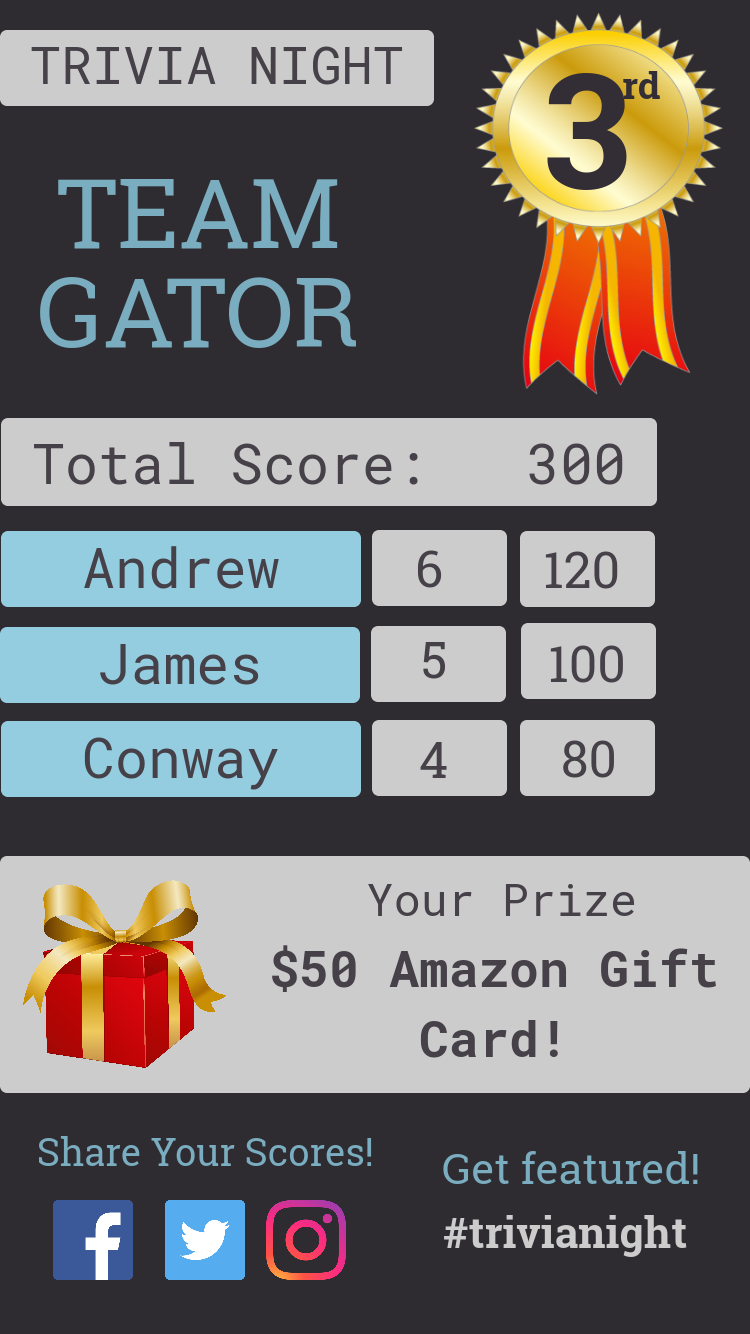 TRIVIA NIGHT
3rd
TEAM
GATOR
Total Score: 300
Andrew 6 120
James 5 100
Conway 4 80
Your Prize
$50 Amazon Gift
Card!
Share Your Scores!
Get featured!
#trivianight